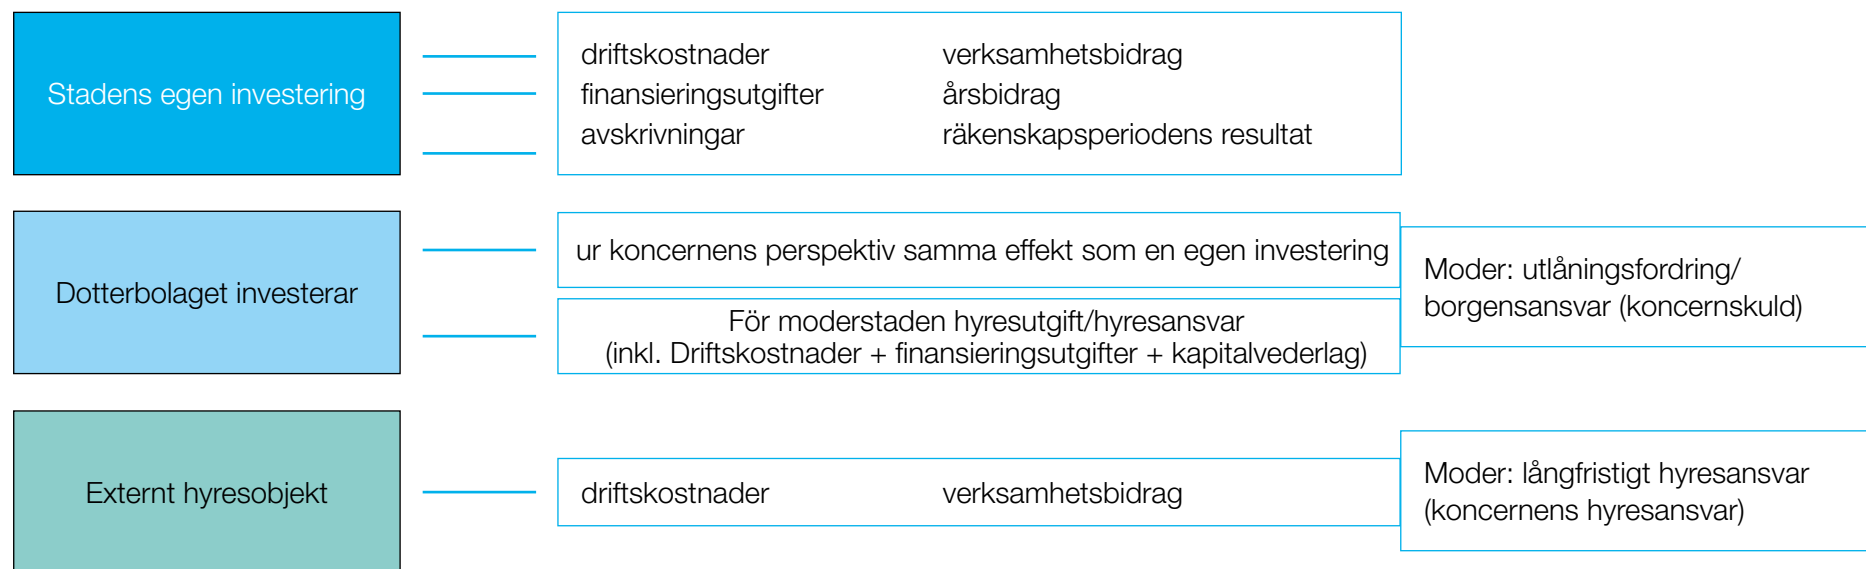 Stadens egen investering
driftskostnader verksamhetsbidrag
finansieringsutgifter årsbidrag
avskrivningar räkenskapsperiodens resultat
Dotterbolaget investerar
ur koncernens perspektiv samma effekt som en egen investering
För moderstaden hyresutgift/hyresansvar
(inkl. Driftskostnader + finansieringsutgifter + kapitalvederlag)
Moder: utlåningsfordring/
borgensansvar (koncernskuld)
Externt hyresobjekt
driftskostnader verksamhetsbidrag
Moder: långfristigt hyresansvar
(koncernens hyresansvar)